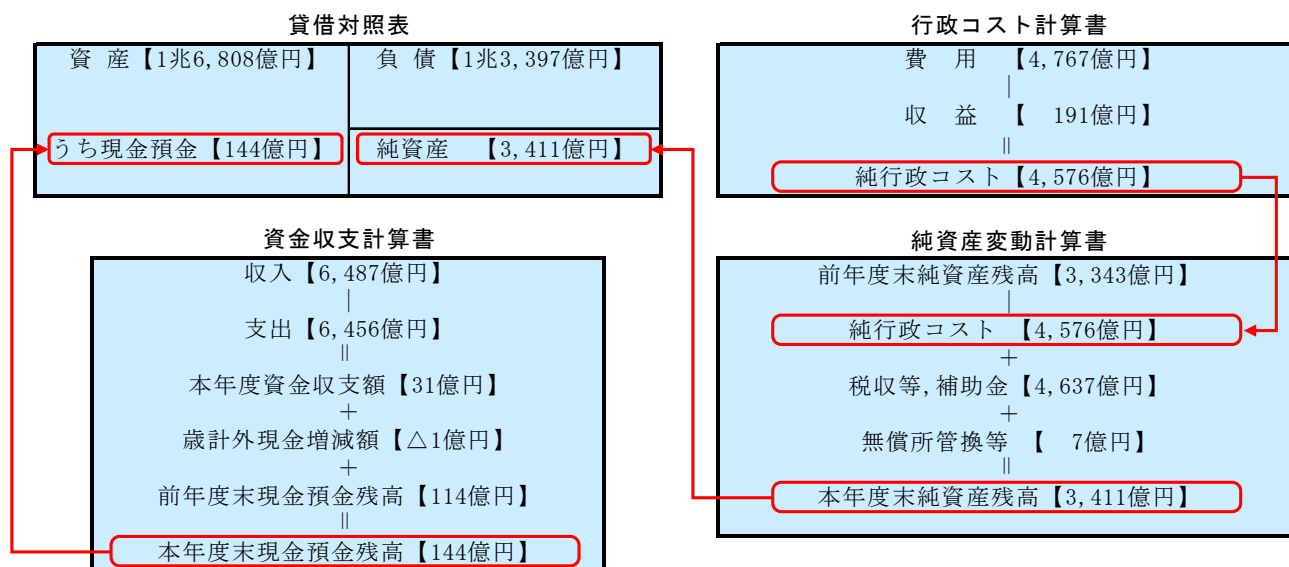 貸借対照表
資 産【1兆6,808億円】
負 債【1兆3,397億円】
うち現金預金【144億円】
純資産 【3,411億円】
行政コスト計算書
費 用 【4,767億円】
|
収 益 【 191億円】
||
純行政コスト【4,576億円】
資金収支計算書
収入【6,487億円】
|
支出【6,456億円】
||
本年度資金収支額【31億円】
+
歳計外現金増減額【△1億円】
+
前年度末現金預金残高【114億円】
||
本年度末現金預金残高【144億円】
純資産変動計算書
前年度末純資産残高【3,343億円】
|
純行政コスト 【4,576億円】
+
税収等,補助金【4,637億円】
+
無償所管換等 【 7億円】
||
本年度末純資産残高【3,411億円】